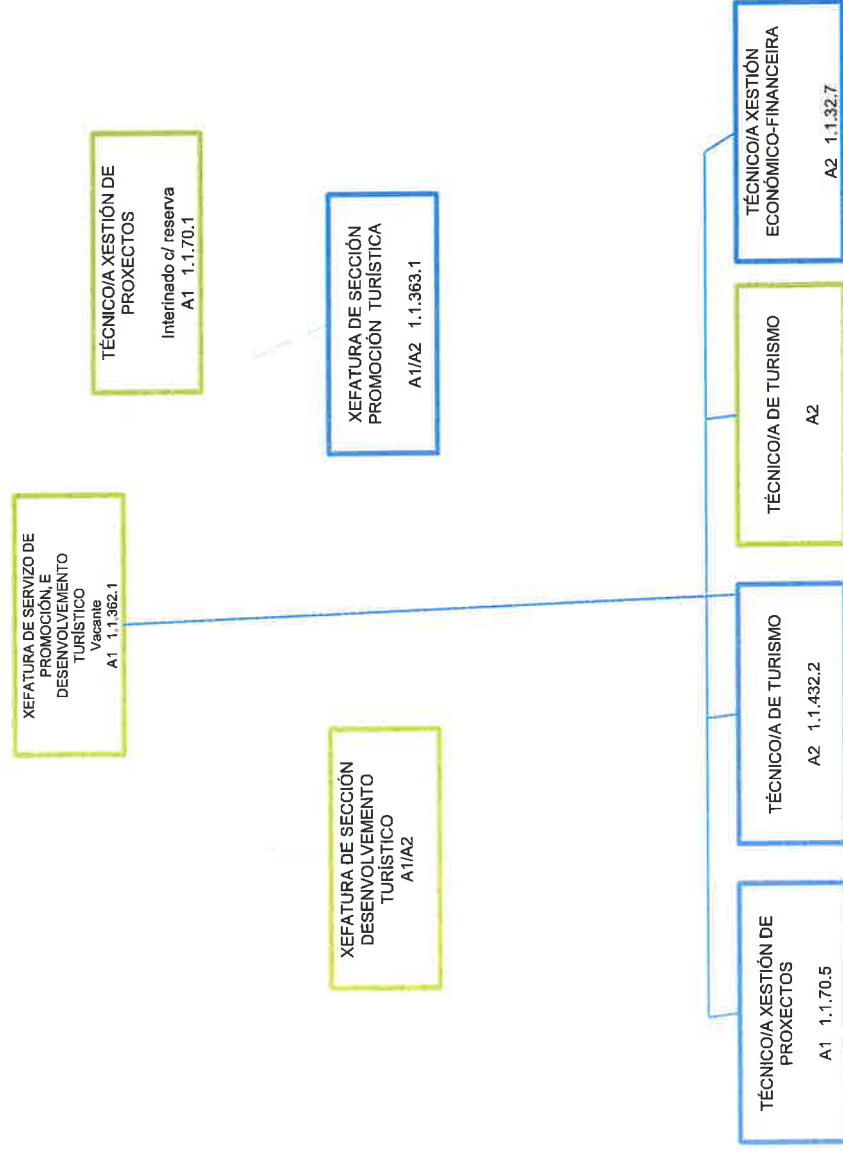 XEFATURA DE SERVIZO DE
PROMOCIÓN, E
DESENVOLVEMENTO
TURÍSTICO
Vacante
A1 1.1.362.1
TÉCNICO/A XESTIÓN DE
PROXECTOS
Interinado c/ reserva
A1 1.1.70.1
XEFATURA DE SECCIÓN
DESENVOLVEMENTO
TURÍSTICO
A1/A2
XEFATURA DE SECCIÓN
PROMOCIÓN TURÍSTICA
A1/A2 1.1.363.1
TÉCNICO/A XESTIÓN DE
PROXECTOS
A1 1.1.70.5
TÉCNICO/A DE TURISMO
A2 1.1.432.2
TÉCNICO/A DE TURISMO
A2
TÉCNICO/A XESTIÓN
ECONÓMICO-FINANCEIRA
A2 1.1.32.7